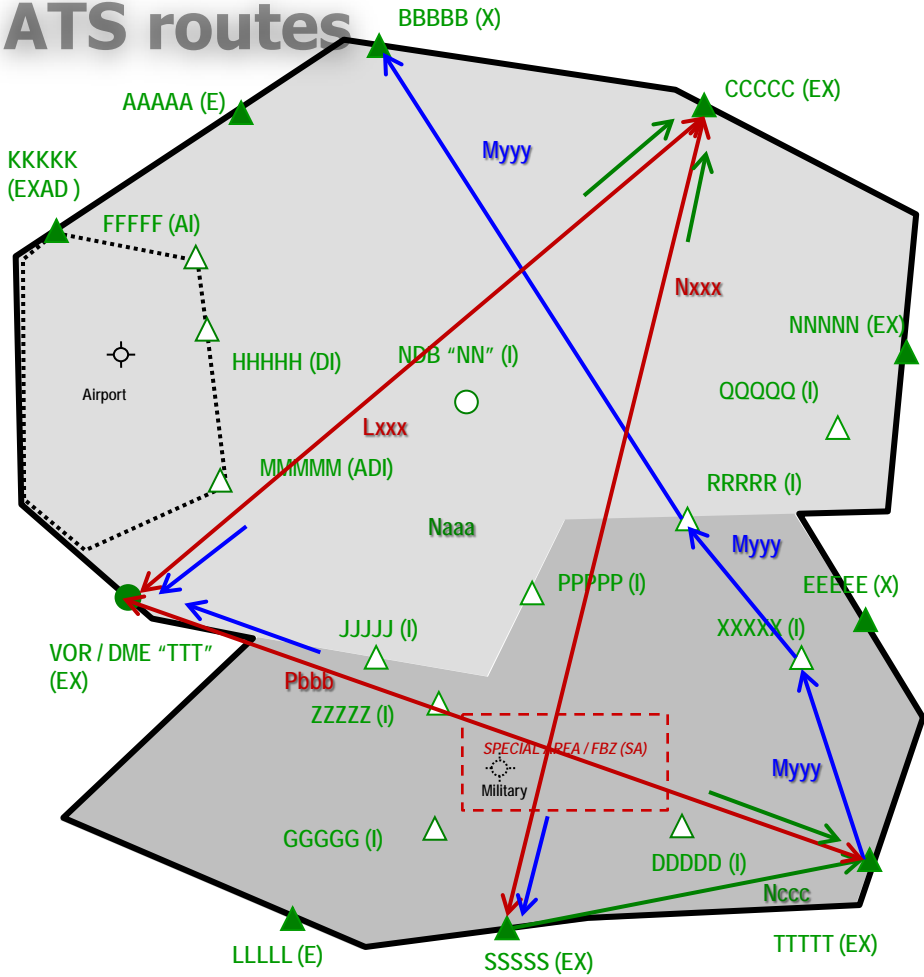 ATS routes
BBBBB (X)
CCCCC (EX)
AAAAA (E)
KKKKK
(EXAD )
Myyy
FFFFF (AI)
Nxxx
NNNNN (EX)
HHHHH (DI)
NDB “NN” (I)
Airport
QQQQQ (I)
Lxxx
MMMMM (ADI)
RRRRR (I)
Naaa
Myyy
PPPPP (I)
EEEEE (X)
JJJJJ (I)
XXXXX (I)
VOR / DME “TTT”
(EX)
Pbbb
ZZZZZ (I)
SPECIAL AREA / FBZ (SA)
Myyy
Military
GGGGG (I)
DDDDD (I)
Nccc
LLLLL (E)
SSSSS (EX)
TTTTT (EX)